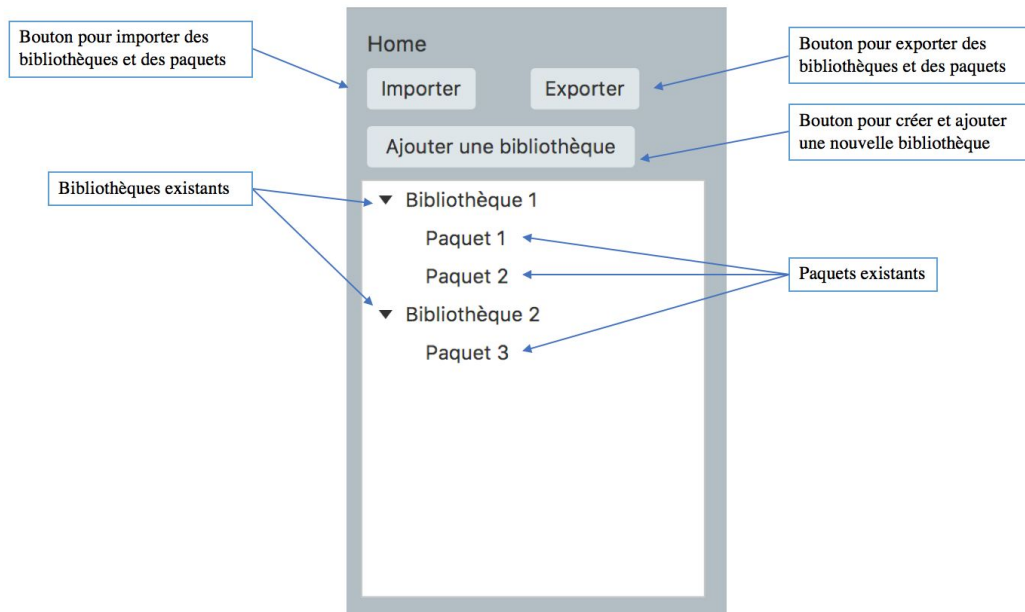 Bouton pour importer des
bibliothèques et des paquets
Home
Importer
Exporter
Bouton pour exporter des
bibliothèques et des paquets
Ajouter une bibliothèque
Bouton pour créer et ajouter
une nouvelle bibliothèque
Bibliothèques existants
Bibliothèque 1
Paquet 1
Paquet 2
Paquets existants
Bibliothèque 2
Paquet 3